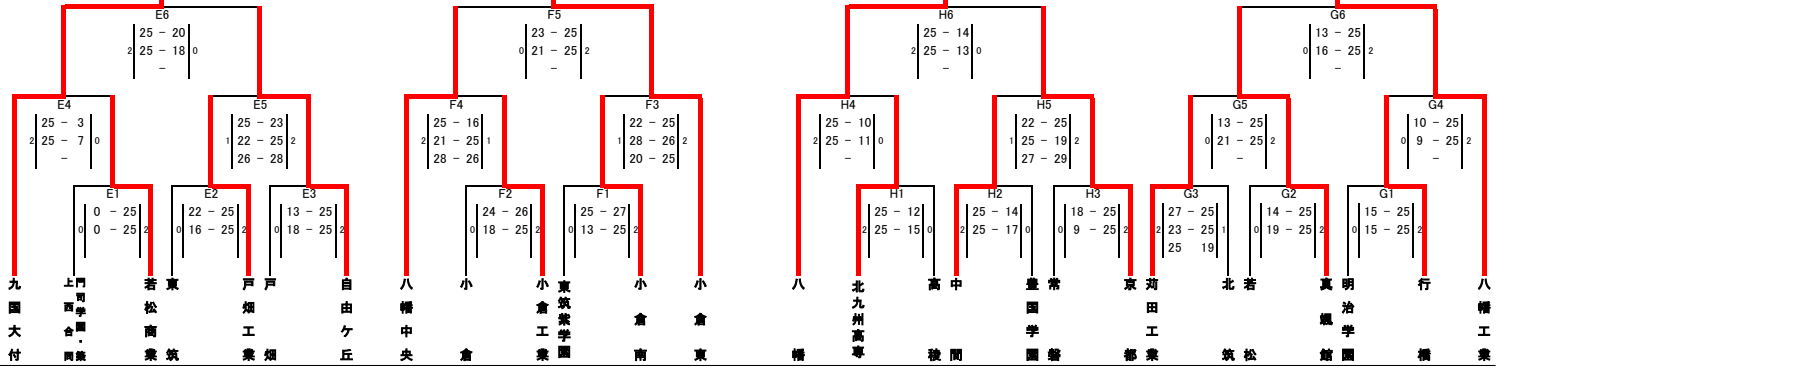 E6
25 - 20
2 25 - 18 0
-
F5
23 - 25
0 21 - 25 2
-
H6
25 - 14
2 25 - 13 0
-
G6
13 - 25
0 16 - 25 2
-
E4
25 - 3
2 25 - 7 0
-
E5
25 - 23
1 22 - 25 2
26 - 28
F4
25 - 16
2 21 - 25 1
28 - 26
F3
22 - 25
1 28 - 26 2
20 - 25
H4
25 - 10
2 25 - 11 0
-
H5
22 - 25
1 25 - 19 2
27 - 29
G5
13 - 25
0 21 - 25 2
-
G4
10 - 25
0 9 - 25 2
-
E1
0 - 25
0 0 - 25 2
E2
22 - 25
0 16 - 25 2
E3
13 - 25
0 18 - 25 2
F2
24 - 26
0 18 - 25 2
F1
25 - 27
0 13 - 25 2
H1
25 - 12
2 25 - 15 0
H2
25 - 14
2 25 - 17 0
H3
18 - 25
0 9 - 25 2
G3
27 - 25
2 23 - 25 1
25 19
G2
14 - 25
0 19 - 25 2
G1
15 - 25
0 15 - 25 2
九国大付
門司学園・築
上西合同
若松商業
東筑
戸畑工業
戸畑
自由ケ丘
八幡中央
小倉
小倉工業
東筑紫学園
小倉南
小倉東
八幡
北九州高専
高稜
中間
豊国学園
常磐
京都
苅田工業
北筑
若松
真颯館
明治学園
行橋
八幡工業